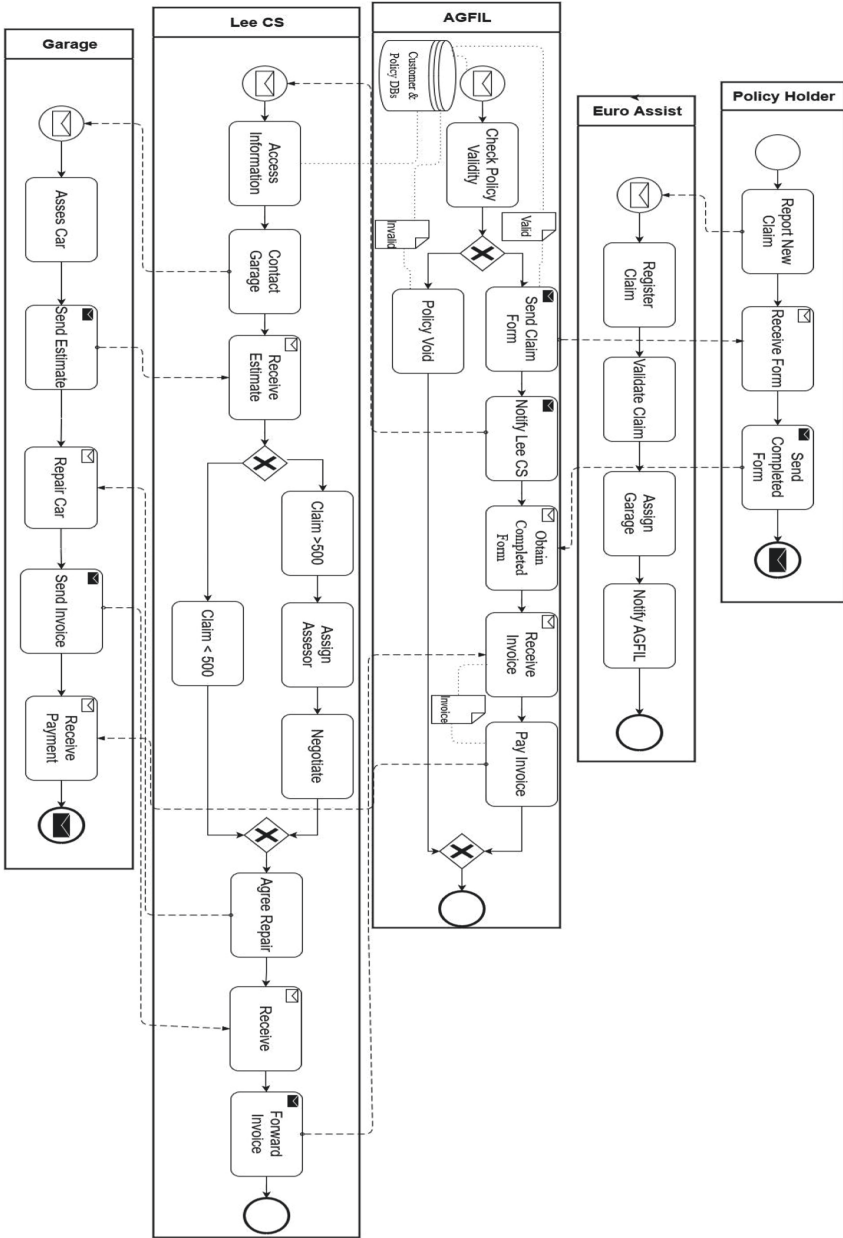 Garage
Asses Car
Send Estimate
Repair Car
Send Invoice
Receive
Payment
Lee CS
Access
Information
Contact
Garage
Receive
Estimate
Claim >500
Assign
Assesor
Negotiate
Claim < 500
Agree Repair
Receive
Forward
Invoice
AGFIL
Customer &
Policy DBs
Check Policy
Validity
Invalid
Valid
Policy Void
Send Claim
Form
Notify Lee CS
Obtain
Completed
Form
Receive
Invoice
Invoice
Pay Invoice
Euro Assist
Register
Claim
Validate Claim
Assign
Garage
Notify AGFIL
Policy Holder
Report New
Claim
Receive Form
Send
Completed
Form